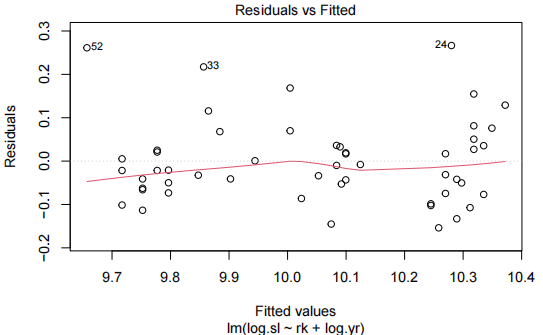 Residuals vs Fitted
Residuals
0.3
0.2
0.1
0.0
−0.1
−0.2
52
33
24
9.7 9.8 9.9 10.0 10.1 10.2 10.3 10.4
Fitted values
lm(log.sl ~ rk + log.yr)